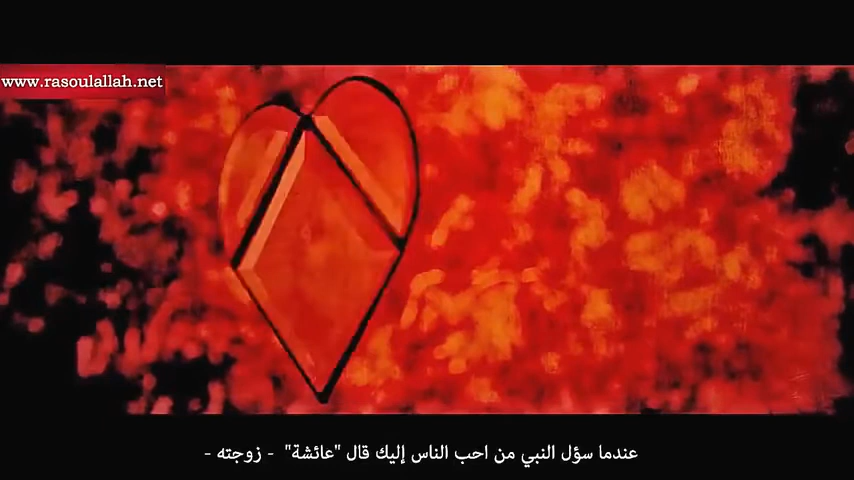 www.rasoulallah.net
عندما سؤل النبي من احب الناس إليك قال "عائشة" - زوجته -